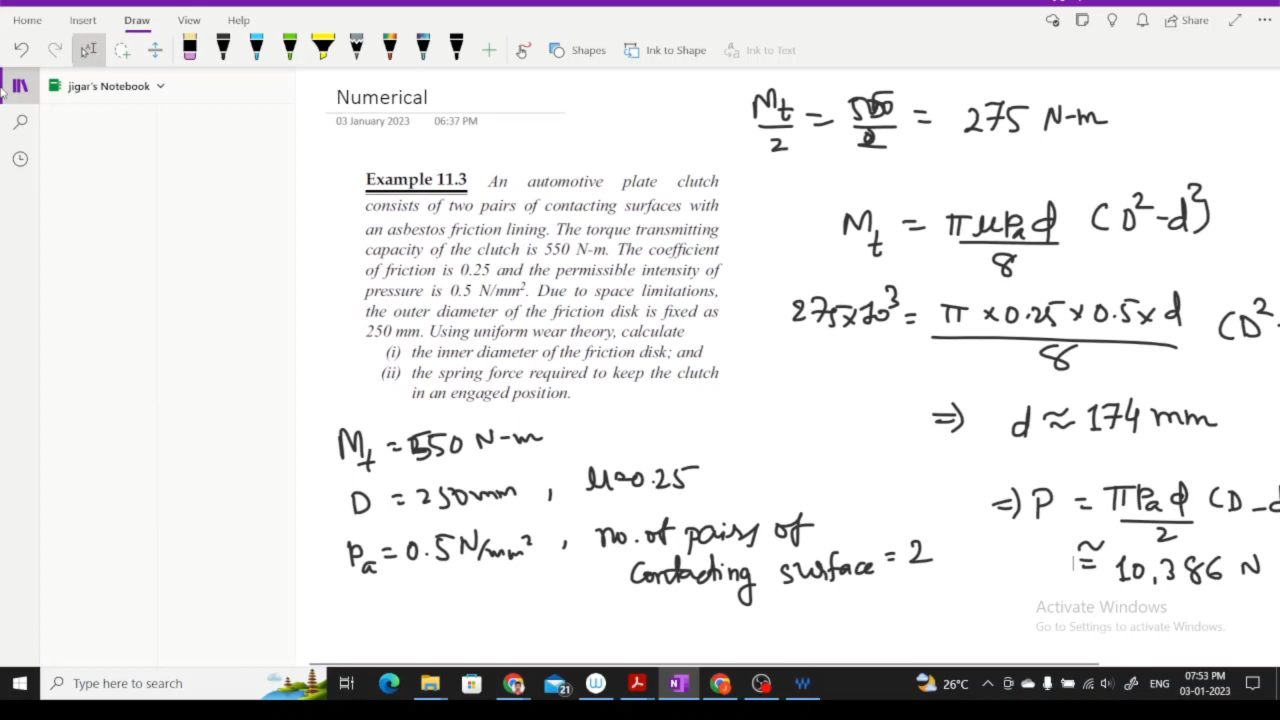 Home Insert Draw View Help
Share
Shapes Ink to Shape Ink to Text
jigar's Notebook
Numerical
03 January 2023 06:37 PM
Example 11.3 An automotive plate clutch
consists of two pairs of contacting surfaces with
an asbestos friction lining. The torque transmitting
capacity of the clutch is 550 N-m. The coefficient
of friction is 0.25 and the permissible intensity of
pressure is 0.5 N/mm². Due to space limitations,
the outer diameter of the friction disk is fixed as
250 mm. Using uniform wear theory, calculate
(i) the inner diameter of the friction disk; and
(ii) the spring force required to keep the clutch
in an engaged position.
Mt = 550 N-m
D = 250mm , μ=0.25
Pa = 0.5 N/mm² , no. of pairs of
contacting surface = 2
Mt/2 = 550/2 = 275 N-m
Mt = πμPad/8 (D²-d²)
275×10³ = π×0.25×0.5×d/8 (D²
⇒ d ≈ 174 mm
⇒ P = πPad/2 (D-d
≈ 10,386 N
Activate Windows
Go to Settings to activate Windows.
Type here to search
21
26°C
ENG
07:53 PM
03-01-2023